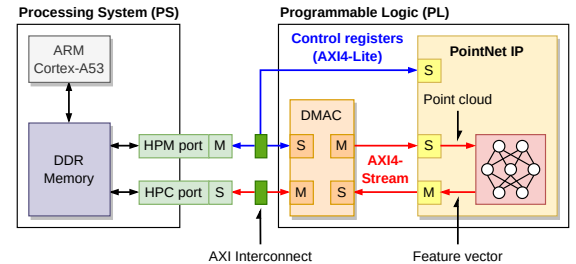 Processing System (PS)
Programmable Logic (PL)
ARM
Cortex-A53
Control registers
(AXI4-Lite)
PointNet IP
S
Point cloud
DMAC
DDR
Memory
HPM port
M
S
M
S
AXI4-
Stream
HPC port
S
M
S
M
AXI Interconnect
Feature vector